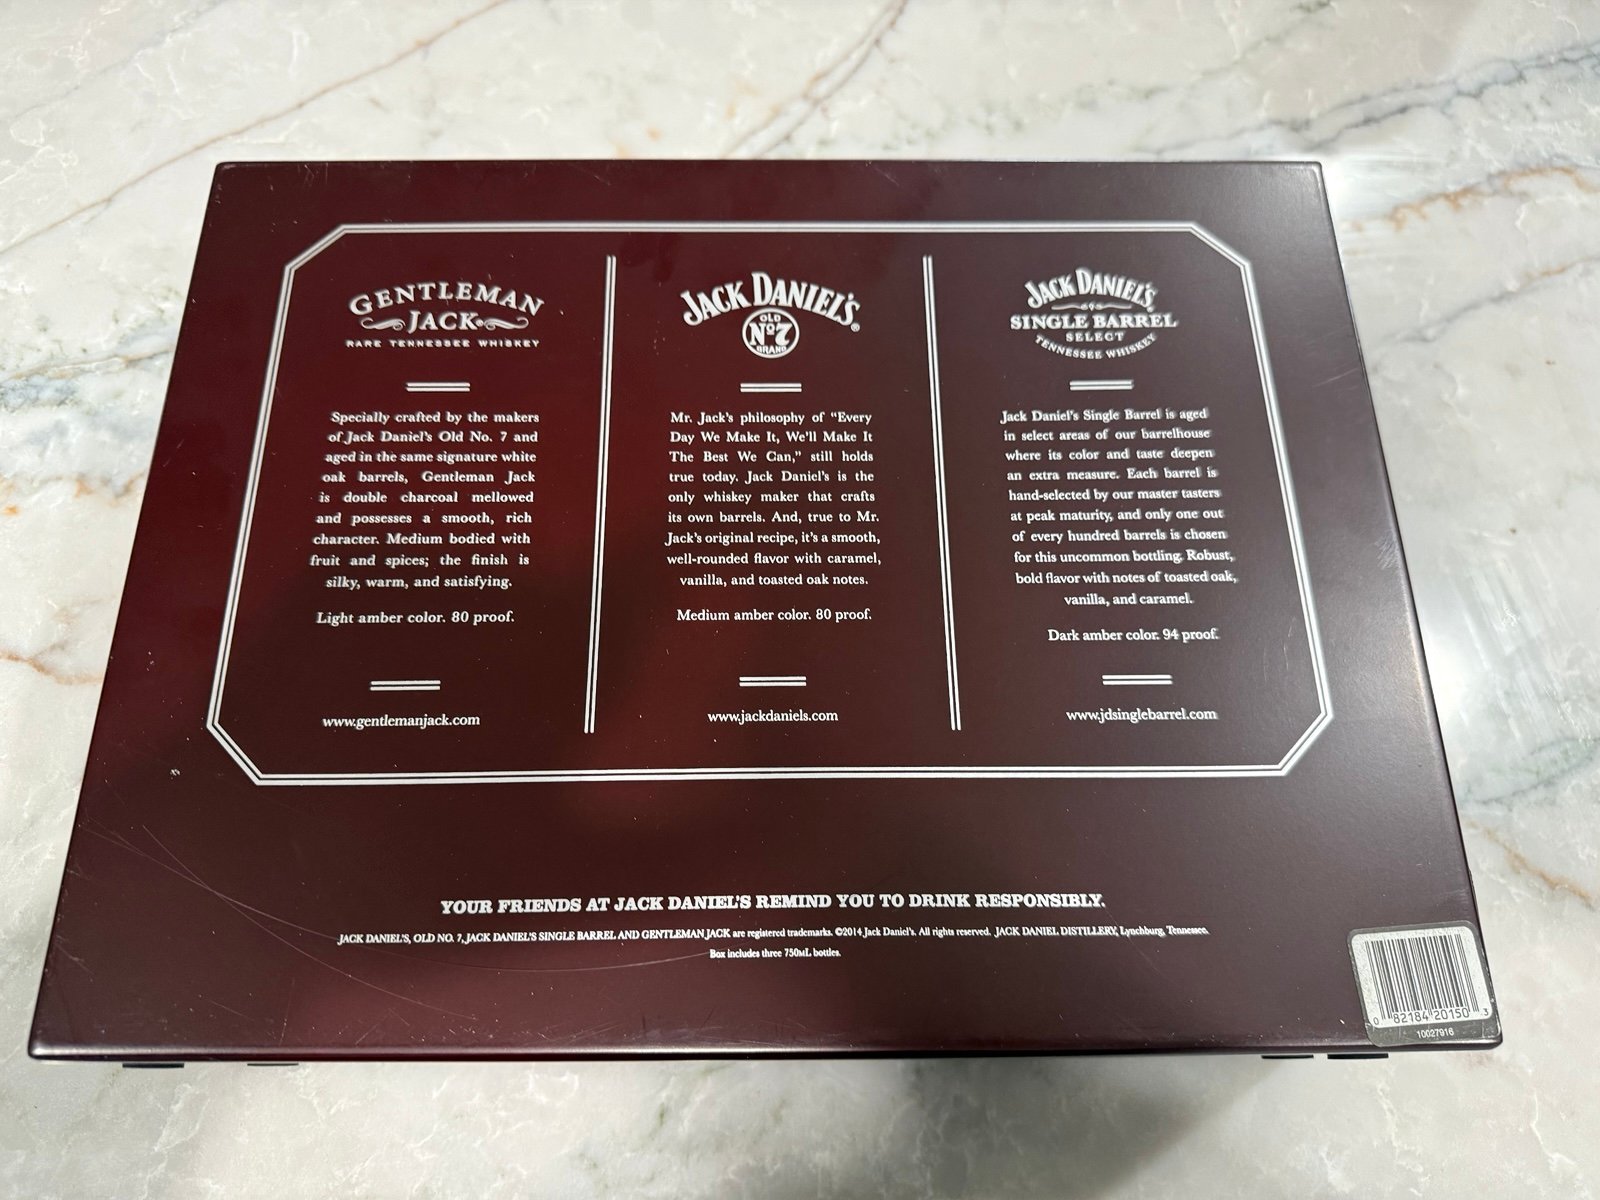 GENTLEMAN
JACK
RARE TENNESSEE WHISKEY
Specially crafted by the makers
of Jack Daniel's Old No. 7 and
aged in the same signature white
oak barrels, Gentleman Jack
is double charcoal mellowed
and possesses a smooth, rich
character. Medium bodied with
fruit and spices; the finish is
silky, warm, and satisfying.
Light amber color. 80 proof.
www.gentlemanjack.com
JACK DANIEL'S®
OLD
Nº7
BRAND
Mr. Jack's philosophy of "Every
Day We Make It, We'll Make It
The Best We Can," still holds
true today. Jack Daniel's is the
only whiskey maker that crafts
its own barrels. And, true to Mr.
Jack's original recipe, it's a smooth,
well-rounded flavor with caramel,
vanilla, and toasted oak notes.
Medium amber color. 80 proof.
www.jackdaniels.com
JACK DANIEL'S
SINGLE BARREL
SELECT
TENNESSEE WHISKEY
Jack Daniel's Single Barrel is aged
in select areas of our barrelhouse
where its color and taste deepen
an extra measure. Each barrel is
hand-selected by our master tasters
at peak maturity, and only one out
of every hundred barrels is chosen
for this uncommon bottling. Robust,
bold flavor with notes of toasted oak,
vanilla, and caramel.
Dark amber color. 94 proof.
www.jdsinglebarrel.com
YOUR FRIENDS AT JACK DANIEL'S REMIND YOU TO DRINK RESPONSIBLY.
JACK DANIEL'S, OLD NO. 7, JACK DANIEL'S SINGLE BARREL AND GENTLEMAN JACK are registered trademarks. ©2014 Jack Daniel's. All rights reserved. JACK DANIEL DISTILLERY, Lynchburg, Tennessee.
Box includes three 750ML bottles.
0 82184 20150 3
10027916